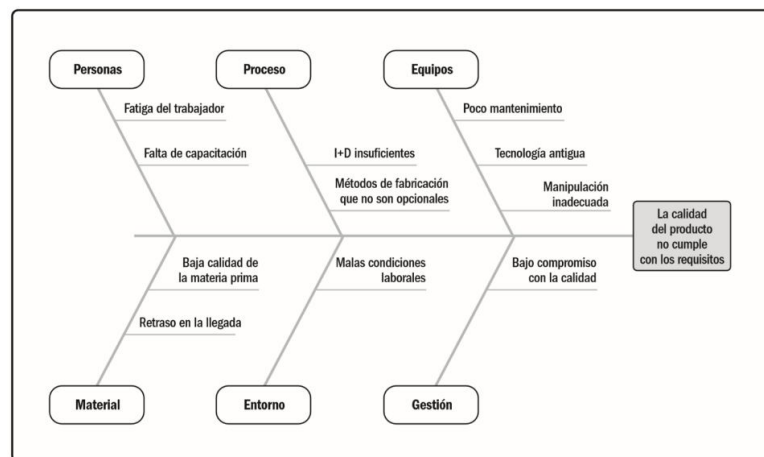 Personas
Proceso
Equipos
Fatiga del trabajador
Falta de capacitación
I+D insuficientes
Métodos de fabricación
que no son opcionales
Poco mantenimiento
Tecnología antigua
Manipulación
inadecuada
La calidad
del producto
no cumple
con los requisitos
Baja calidad de
la materia prima
Retraso en la llegada
Malas condiciones
laborales
Bajo compromiso
con la calidad
Material
Entorno
Gestión